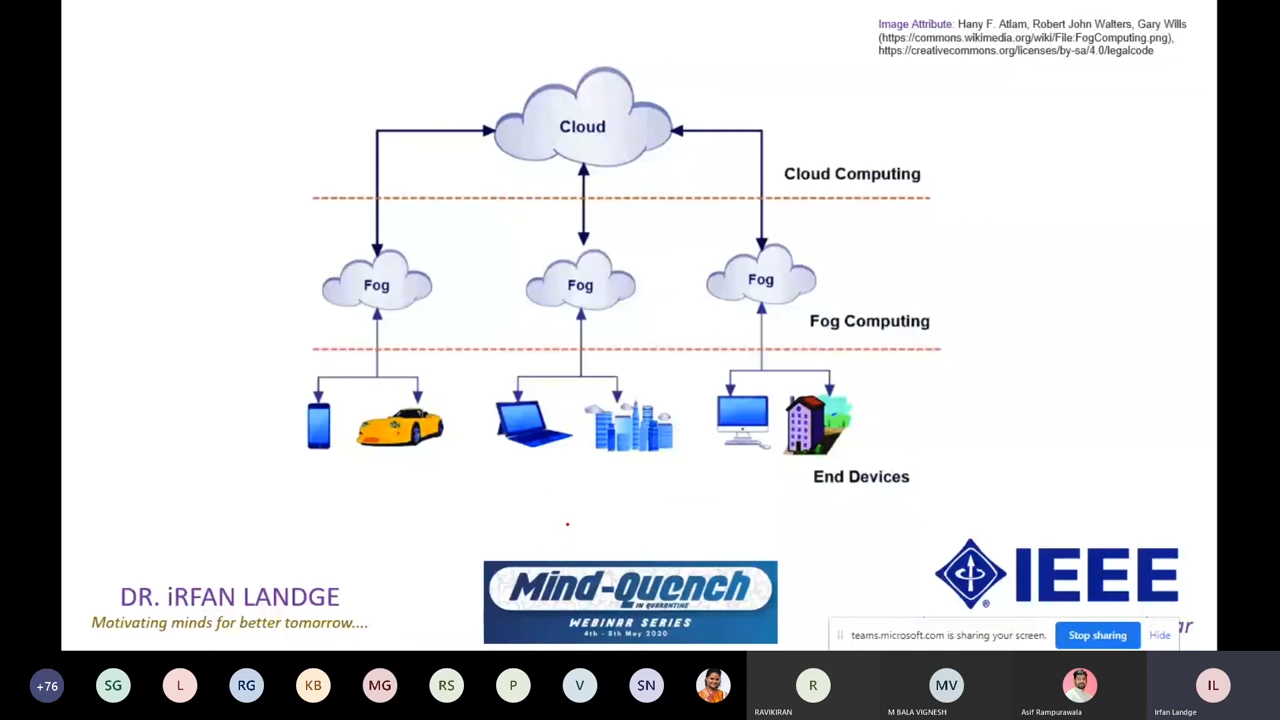 Image Attribute: Hany F. Atlam, Robert John Walters, Gary Wills
(https://commons.wikimedia.org/wiki/File:FogComputing.png),
https://creativecommons.org/licenses/by-sa/4.0/legalcode
Cloud
Cloud Computing
Fog
Fog
Fog
Fog Computing
End Devices
DR. iRFAN LANDGE
Motivating minds for better tomorrow....
Mind-Quench
IN QUARANTINE
WEBINAR SERIES
4th - 8th May 2020
IEEE
®
teams.microsoft.com is sharing your screen.
Stop sharing
Hide
+76
SG
L
RG
KB
MG
RS
P
V
SN
R
RAVIKIRAN
MV
M BALA VIGNESH
Asif Rampurawala
IL
Irfan Landge